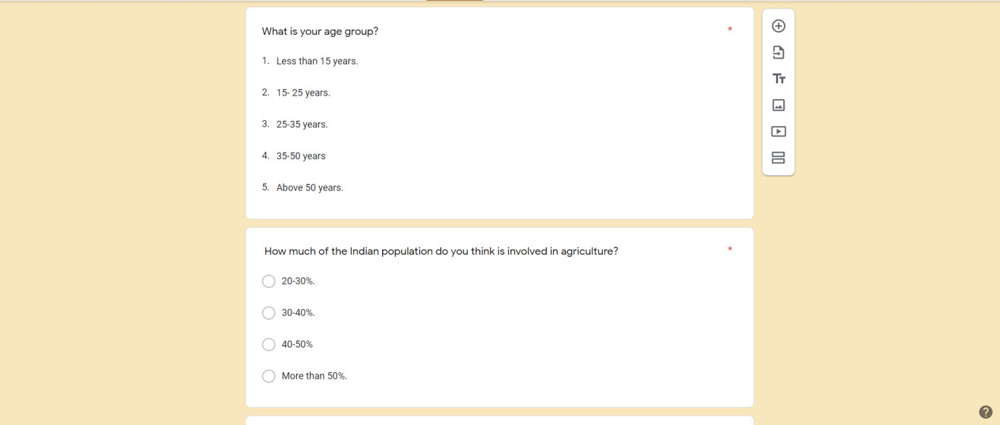 What is your age group? *
1. Less than 15 years.
2. 15- 25 years.
3. 25-35 years.
4. 35-50 years
5. Above 50 years.
How much of the Indian population do you think is involved in agriculture? *
20-30%.
30-40%.
40-50%
More than 50%.